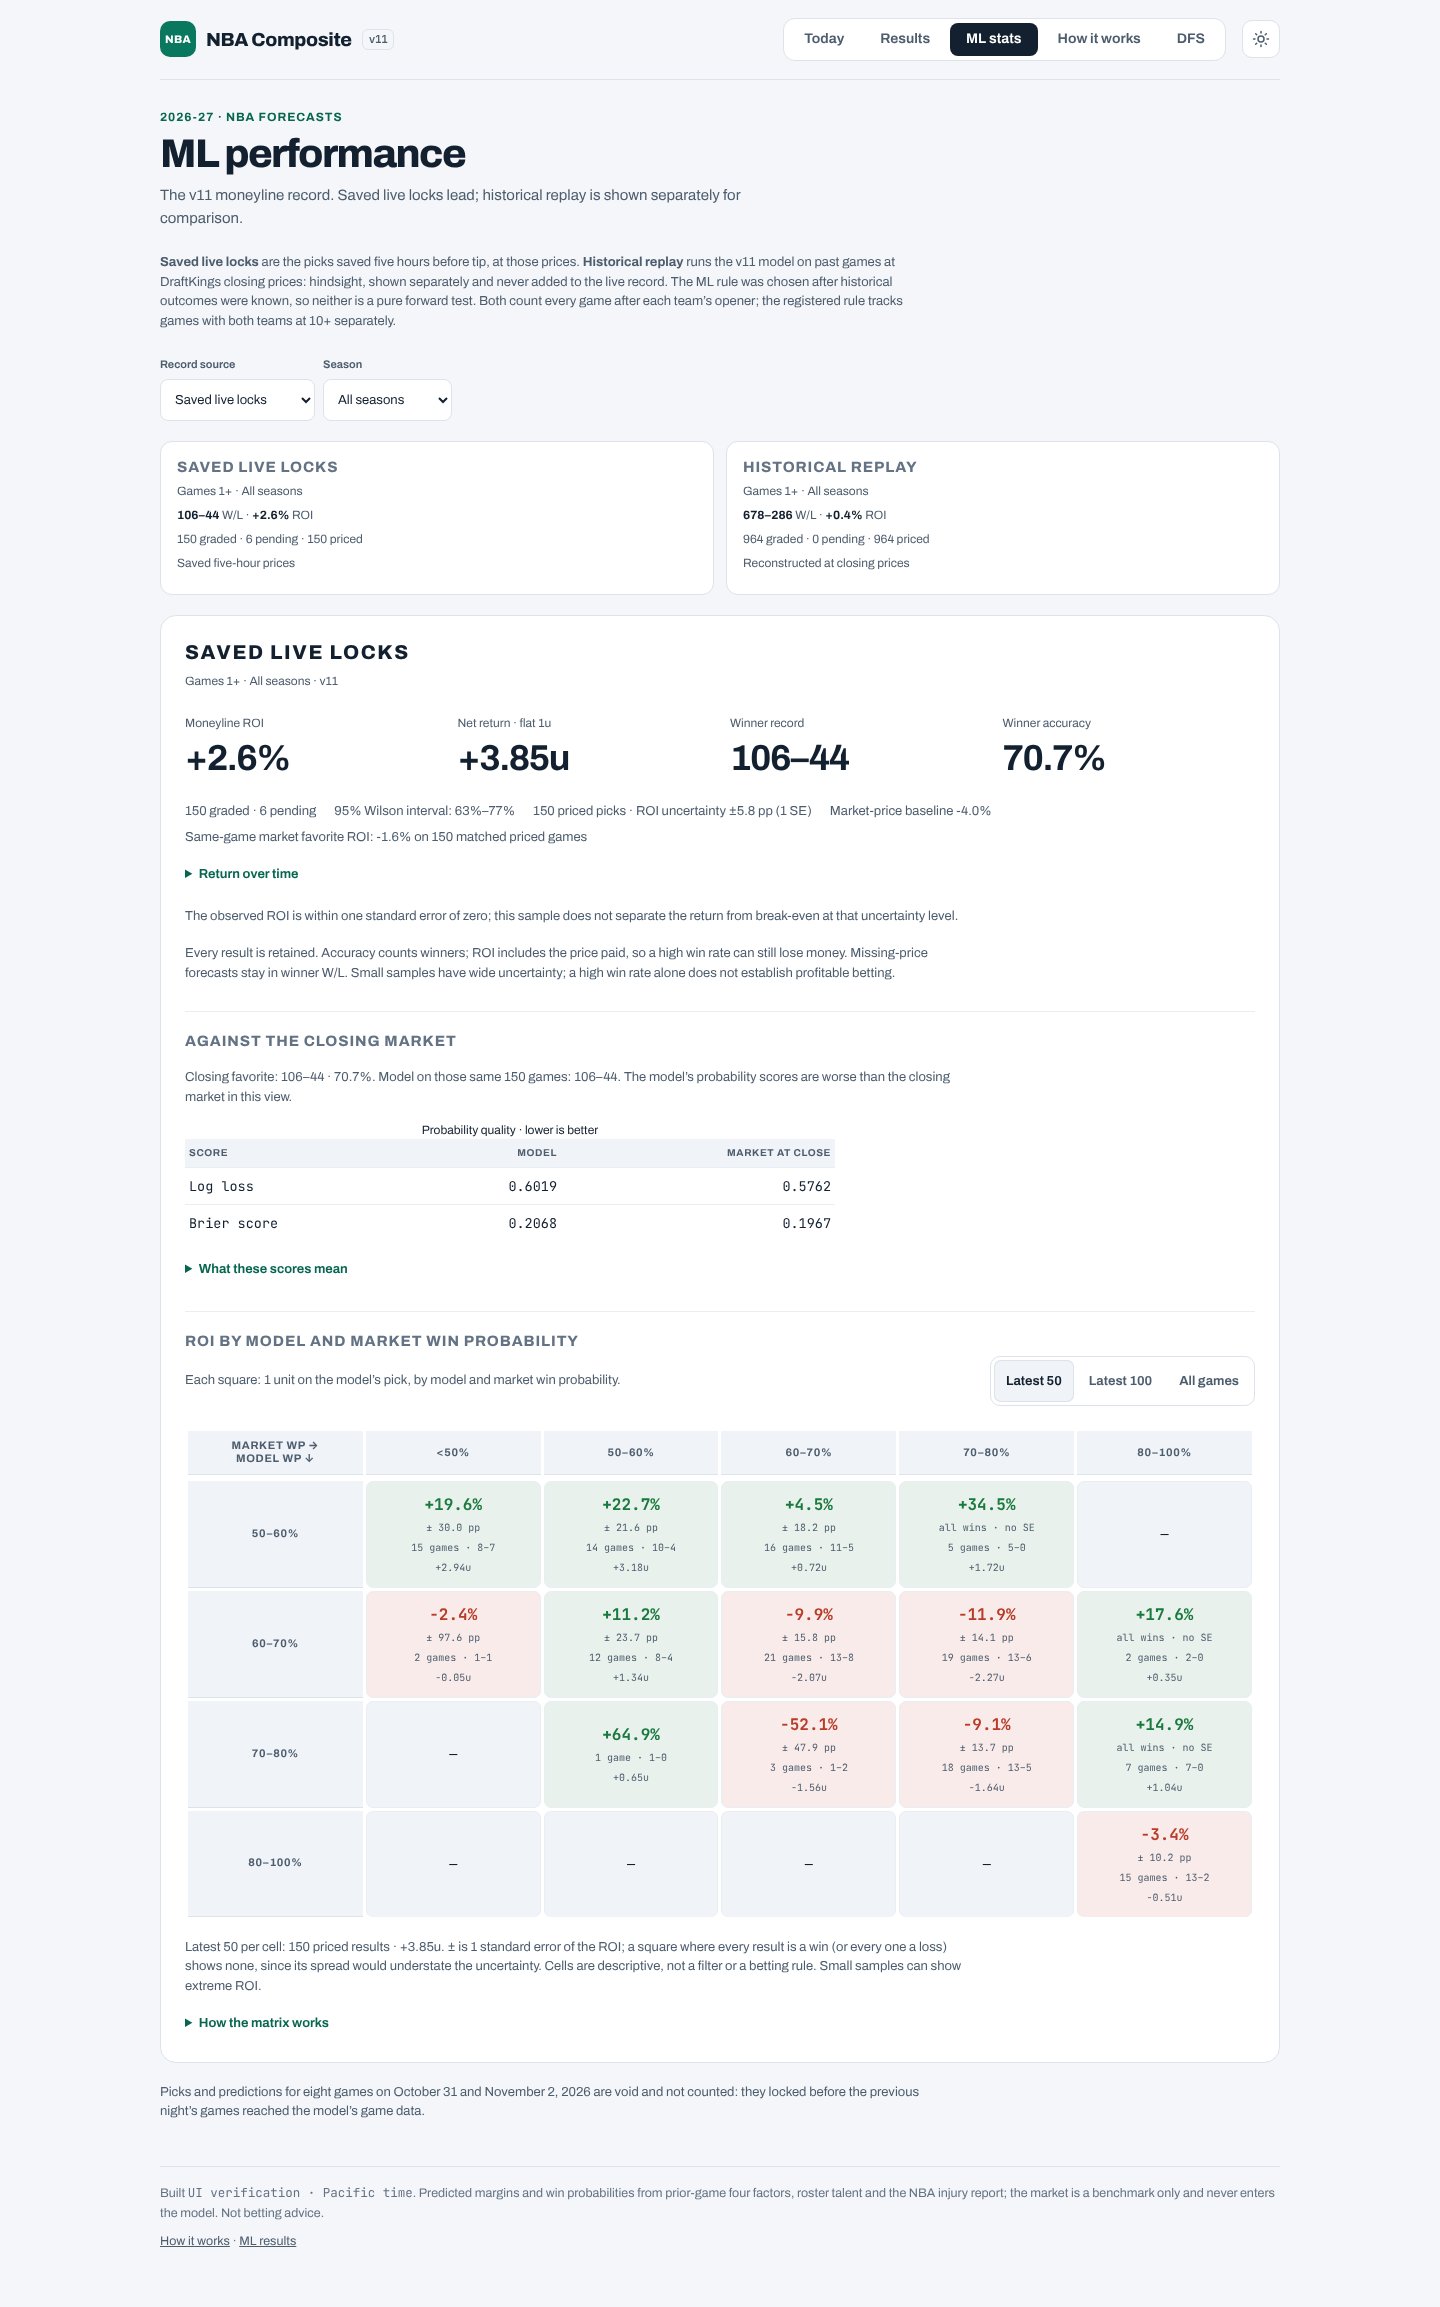 NBA
NBA Composite
v11
Today
Results
ML stats
How it works
DFS
2026-27 · NBA FORECASTS
ML performance
The v11 moneyline record. Saved live locks lead; historical replay is shown separately for
comparison.
Saved live locks are the picks saved five hours before tip, at those prices. Historical replay runs the v11 model on past games at
DraftKings closing prices: hindsight, shown separately and never added to the live record. The ML rule was chosen after historical
outcomes were known, so neither is a pure forward test. Both count every game after each team's opener; the registered rule tracks
games with both teams at 10+ separately.
Record source
Season
Saved live locks
All seasons
SAVED LIVE LOCKS
Games 1+ · All seasons
106–44 W/L · +2.6% ROI
150 graded · 6 pending · 150 priced
Saved five-hour prices
HISTORICAL REPLAY
Games 1+ · All seasons
678–286 W/L · +0.4% ROI
964 graded · 0 pending · 964 priced
Reconstructed at closing prices
SAVED LIVE LOCKS
Games 1+ · All seasons · v11
Moneyline ROI
+2.6%
Net return · flat 1u
+3.85u
Winner record
106–44
Winner accuracy
70.7%
150 graded · 6 pending 95% Wilson interval: 63%–77% 150 priced picks · ROI uncertainty ±5.8 pp (1 SE) Market-price baseline -4.0%
Same-game market favorite ROI: -1.6% on 150 matched priced games
▶ Return over time
The observed ROI is within one standard error of zero; this sample does not separate the return from break-even at that uncertainty level.
Every result is retained. Accuracy counts winners; ROI includes the price paid, so a high win rate can still lose money. Missing-price
forecasts stay in winner W/L. Small samples have wide uncertainty; a high win rate alone does not establish profitable betting.
AGAINST THE CLOSING MARKET
Closing favorite: 106–44 · 70.7%. Model on those same 150 games: 106–44. The model's probability scores are worse than the closing
market in this view.
Probability quality · lower is better
SCORE MODEL MARKET AT CLOSE
Log loss 0.6019 0.5762
Brier score 0.2068 0.1967
▶ What these scores mean
ROI BY MODEL AND MARKET WIN PROBABILITY
Each square: 1 unit on the model's pick, by model and market win probability.
Latest 50
Latest 100
All games
MARKET WP →
MODEL WP ↓
<50%
50–60%
60–70%
70–80%
80–100%
50–60%
+19.6%
± 30.0 pp
15 games · 8–7
+2.94u
+22.7%
± 21.6 pp
14 games · 10–4
+3.18u
+4.5%
± 18.2 pp
16 games · 11–5
+0.72u
+34.5%
all wins · no SE
5 games · 5–0
+1.72u
—
60–70%
-2.4%
± 97.6 pp
2 games · 1–1
-0.05u
+11.2%
± 23.7 pp
12 games · 8–4
+1.34u
-9.9%
± 15.8 pp
21 games · 13–8
-2.07u
-11.9%
± 14.1 pp
19 games · 13–6
-2.27u
+17.6%
all wins · no SE
2 games · 2–0
+0.35u
70–80%
—
+64.9%
1 game · 1–0
+0.65u
-52.1%
± 47.9 pp
3 games · 1–2
-1.56u
-9.1%
± 13.7 pp
18 games · 13–5
-1.64u
+14.9%
all wins · no SE
7 games · 7–0
+1.04u
80–100%
—
—
—
—
-3.4%
± 10.2 pp
15 games · 13–2
-0.51u
Latest 50 per cell: 150 priced results · +3.85u. ± is 1 standard error of the ROI; a square where every result is a win (or every one a loss)
shows none, since its spread would understate the uncertainty. Cells are descriptive, not a filter or a betting rule. Small samples can show
extreme ROI.
▶ How the matrix works
Picks and predictions for eight games on October 31 and November 2, 2026 are void and not counted: they locked before the previous
night's games reached the model's game data.
Built UI verification · Pacific time. Predicted margins and win probabilities from prior-game four factors, roster talent and the NBA injury report; the market is a benchmark only and never enters
the model. Not betting advice.
How it works · ML results